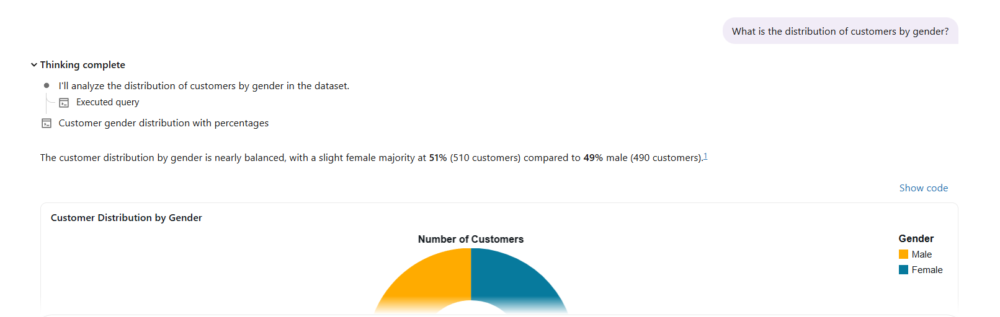 What is the distribution of customers by gender?
Thinking complete
I'll analyze the distribution of customers by gender in the dataset.
Executed query
Customer gender distribution with percentages
The customer distribution by gender is nearly balanced, with a slight female majority at 51% (510 customers) compared to 49% male (490 customers).1
Show code
Customer Distribution by Gender
Number of Customers
Gender
Male
Female